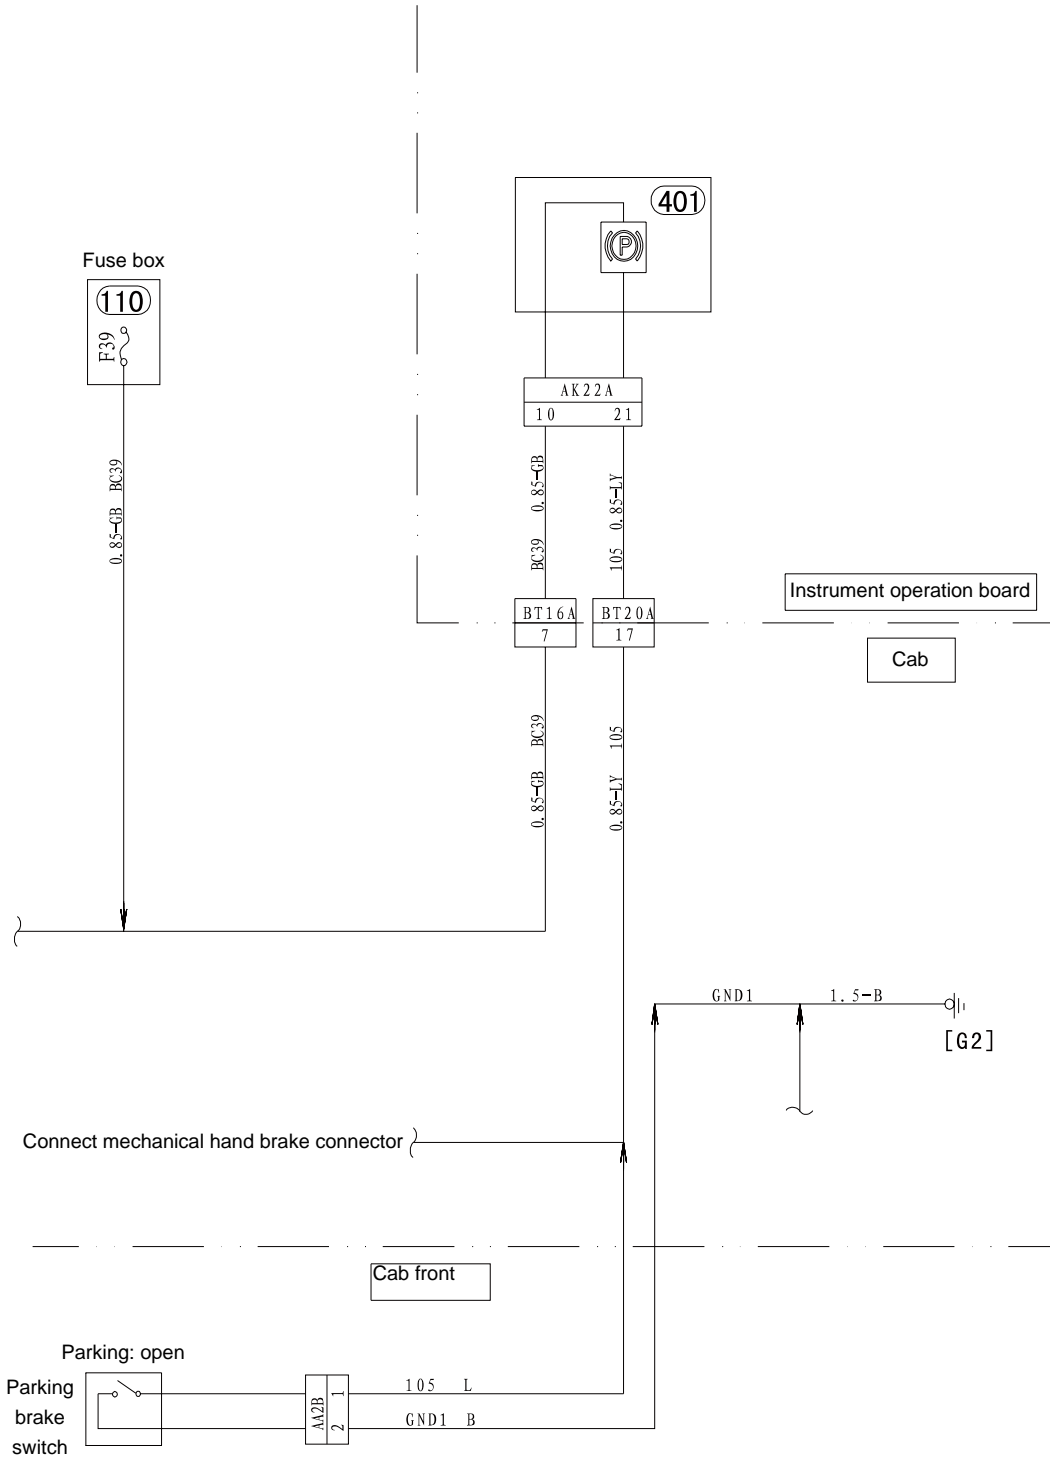 401
P
Fuse box
110
F39
AK22A
10 21
0.85-GB BC39
0.85-GB
BC39
0.85-LY
105
Instrument operation board
BT16A
7
BT20A
17
Cab
BC39
0.85-GB
105
0.85-LY
GND1 1.5-B
[G2]
Connect mechanical hand brake connector
Cab front
Parking: open
Parking
brake
switch
AA2B
1
2
105 L
GND1 B